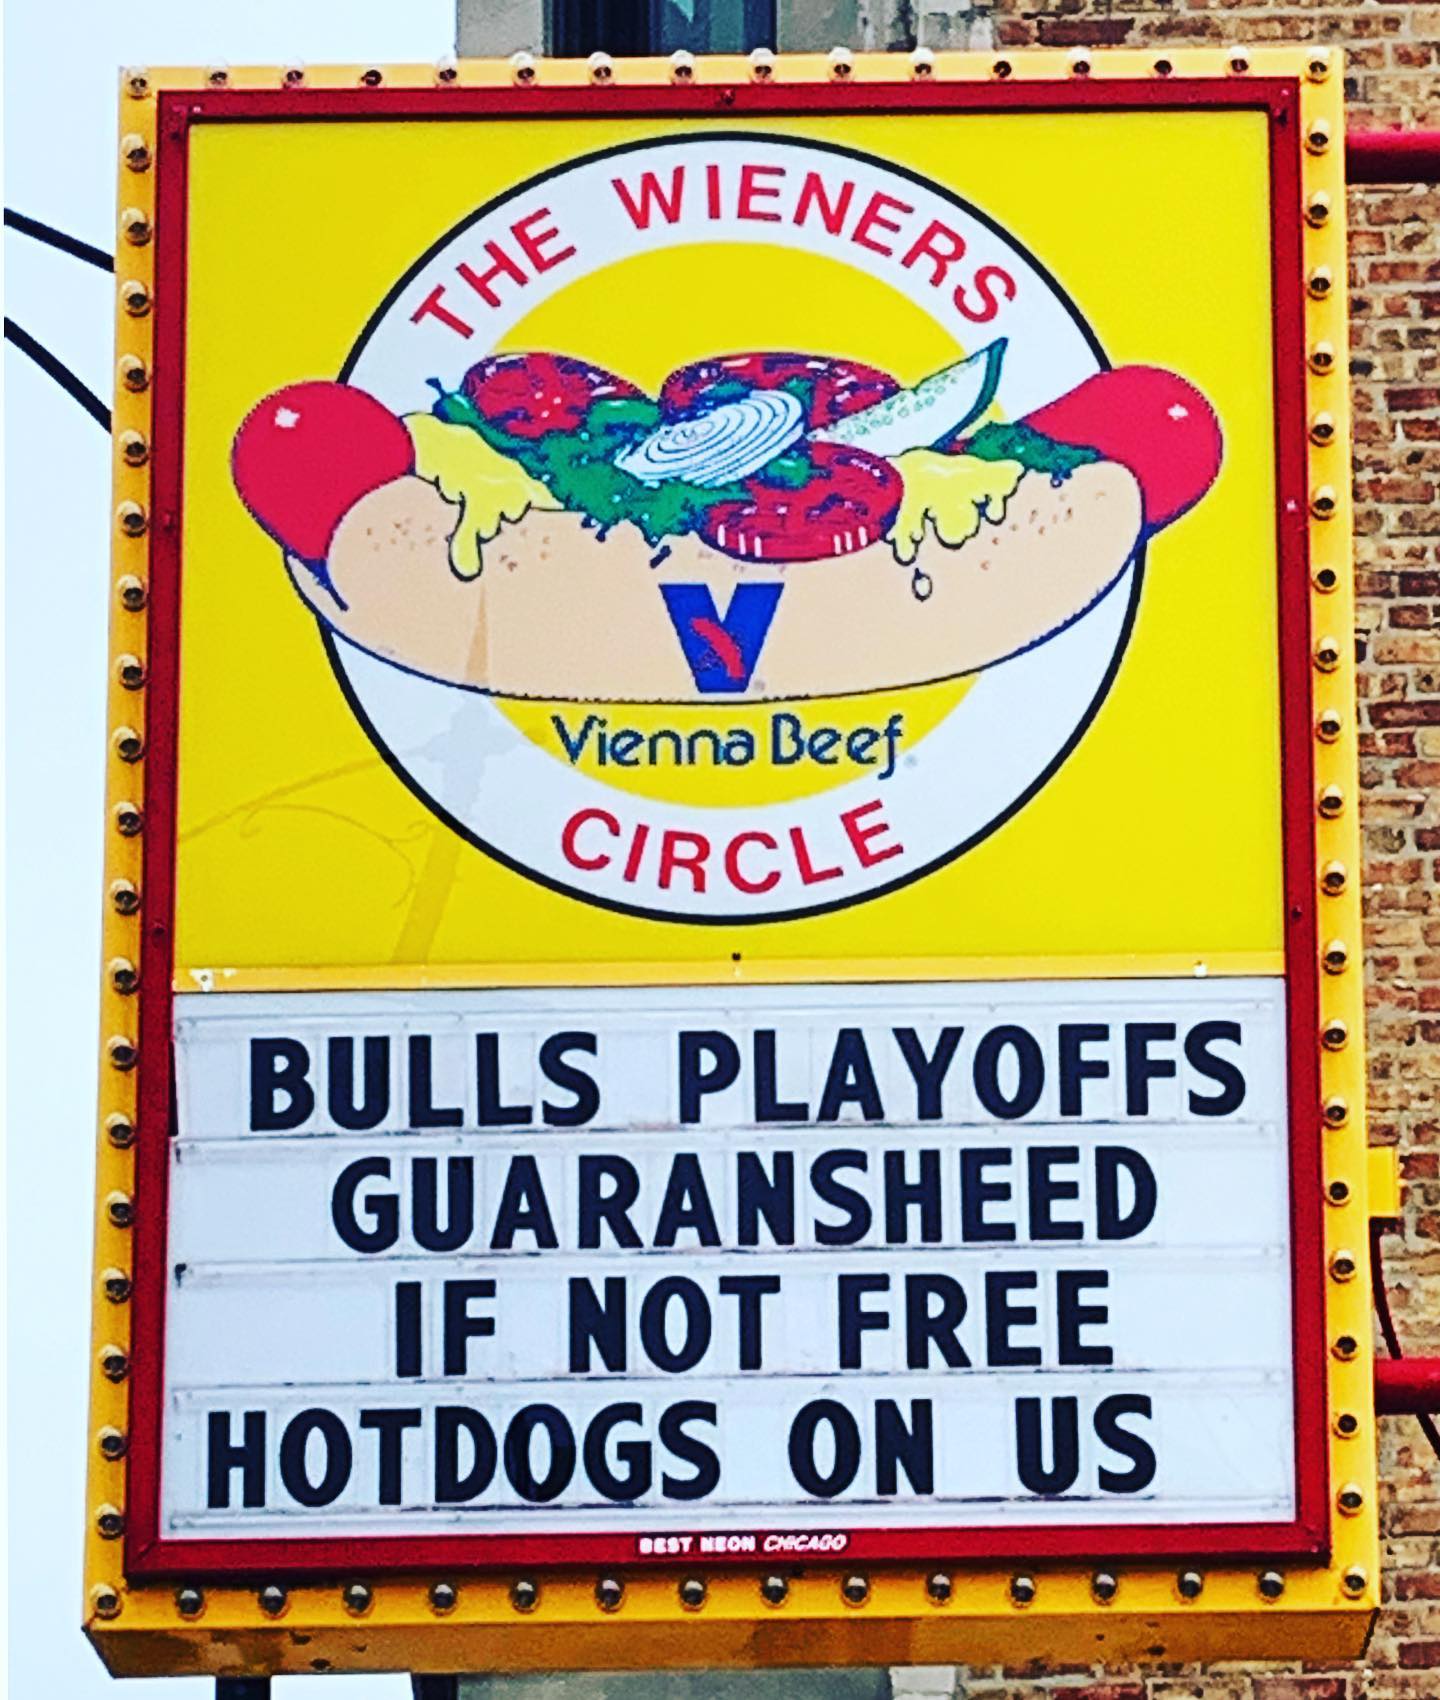 THE WIENERS
V
Vienna Beef®
CIRCLE
BULLS PLAYOFFS
GUARANSHEED
IF NOT FREE
HOTDOGS ON US
BEST NEON CHICAGO